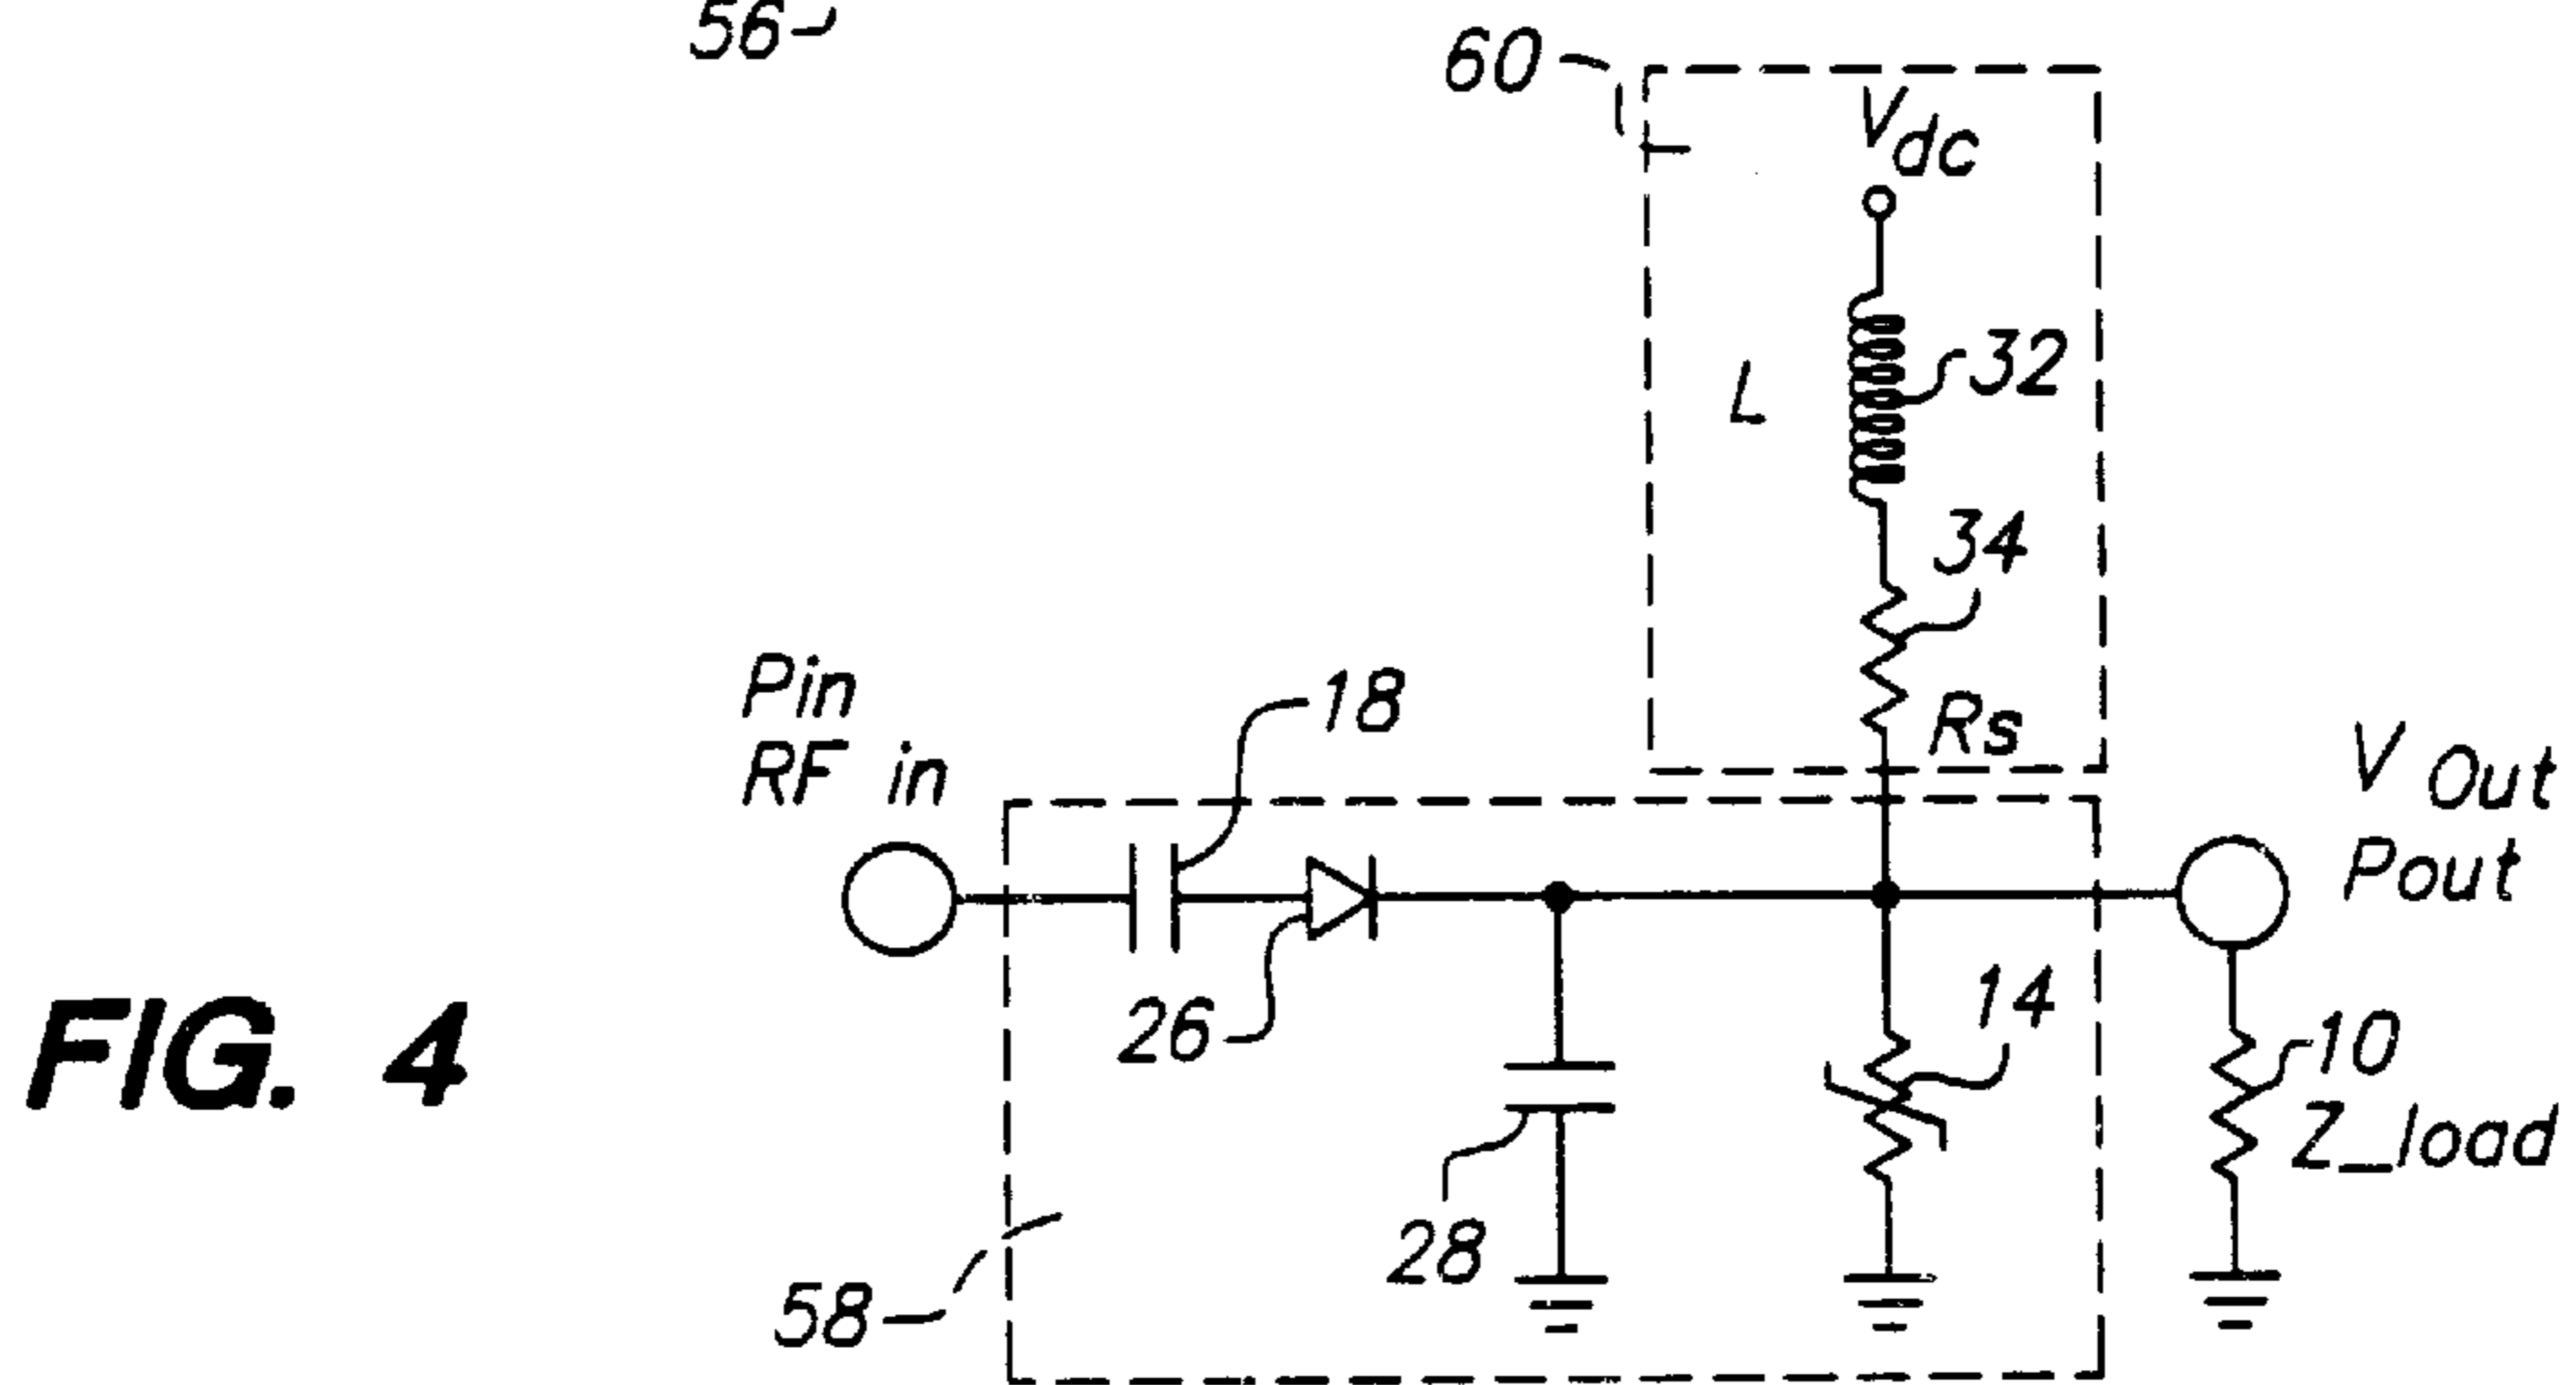 56
60
Vdc
L
32
34
Rs
Pin
RF in
18
V Out
Pout
26
14
10
Z_load
28
58
FIG. 4